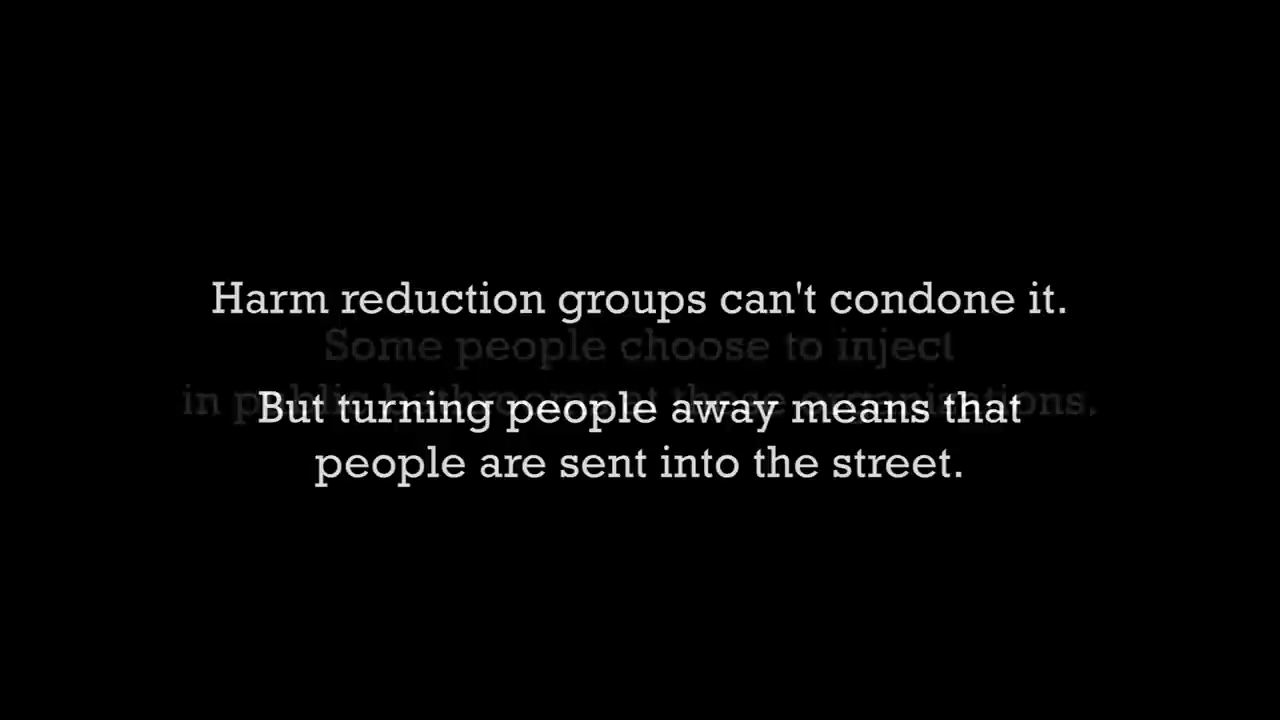 Harm reduction groups can't condone it.
Some people choose to inject
in public bathrooms at these organisations.
But turning people away means that
people are sent into the street.